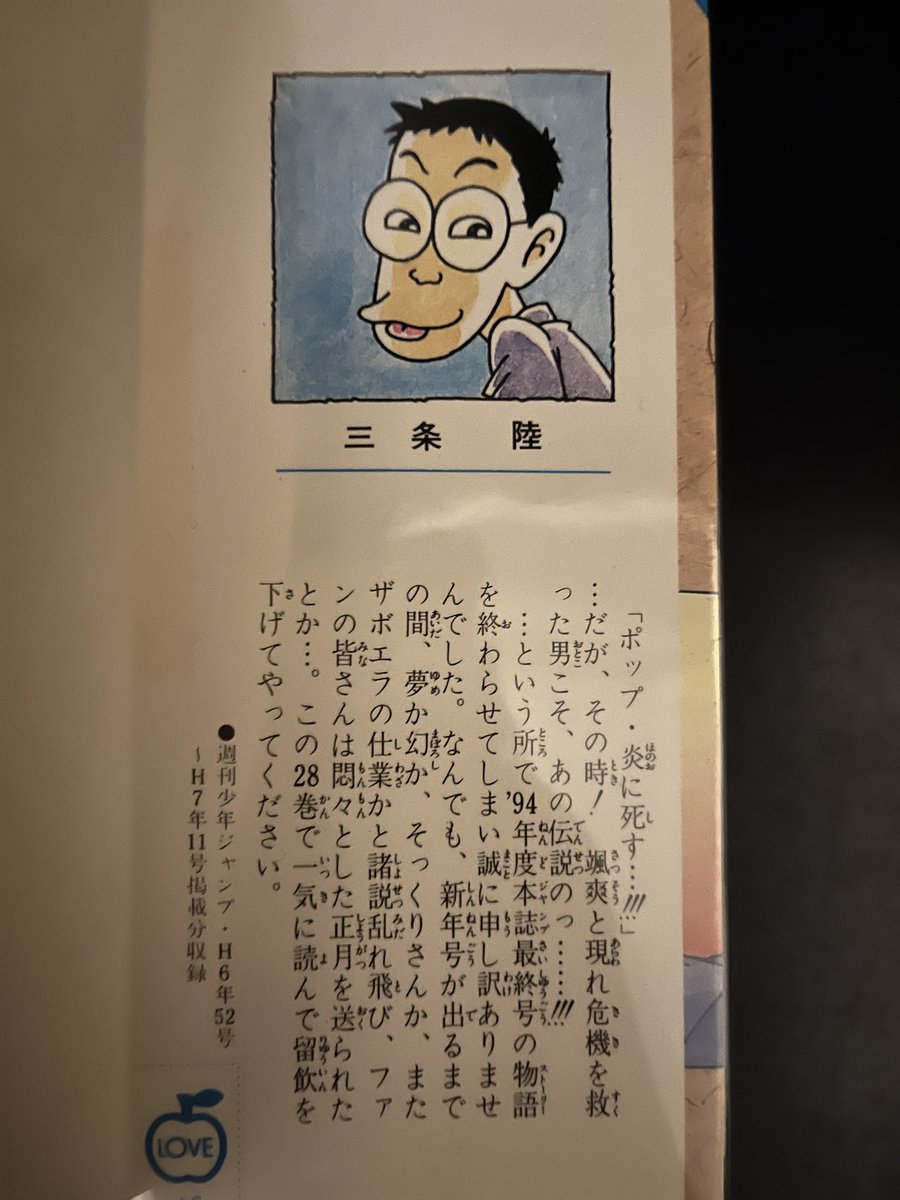 三条 陸
「ポップ・炎に死す…!!!」
…だが、その時! 颯爽と現れ危機を救
った男こそ、あの伝説のっ……!!!
…という所で'94年度本誌最終号の物語
を終わらせてしまい誠に申し訳ありませ
んでした。なんでも、新年号が出るまで
の間、夢か幻か、そっくりさんか、また
ザボエラの仕業かと諸説乱れ飛び、ファ
ンの皆さんは悶々とした正月を送られた
とか…。この28巻で一気に読んで留飲を
下げてやってください。
●週刊少年ジャンプ・H6年52号
〜H7年11号掲載分収録
LOVE